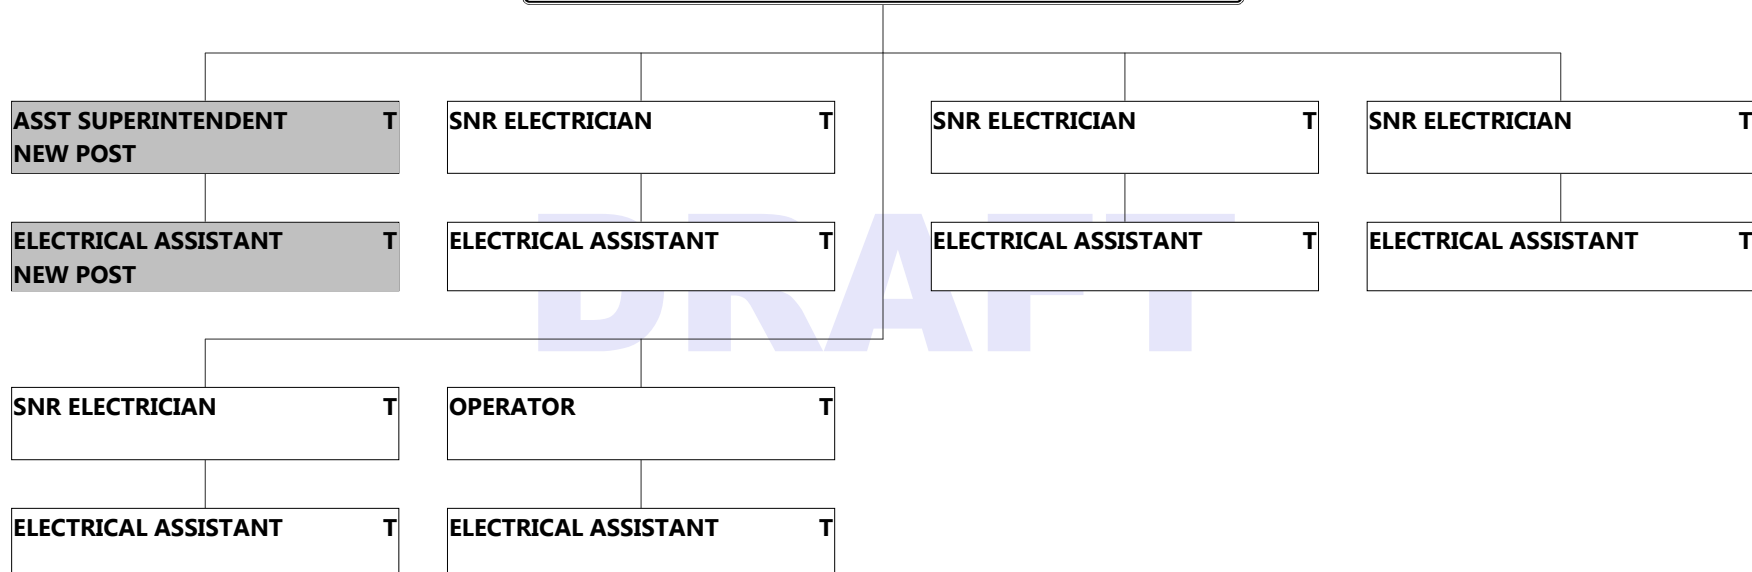 ASST SUPERINTENDENT T
NEW POST
SNR ELECTRICIAN T
SNR ELECTRICIAN T
SNR ELECTRICIAN T
ELECTRICAL ASSISTANT T
NEW POST
ELECTRICAL ASSISTANT T
ELECTRICAL ASSISTANT T
ELECTRICAL ASSISTANT T
DRAFT
SNR ELECTRICIAN T
OPERATOR T
ELECTRICAL ASSISTANT T
ELECTRICAL ASSISTANT T